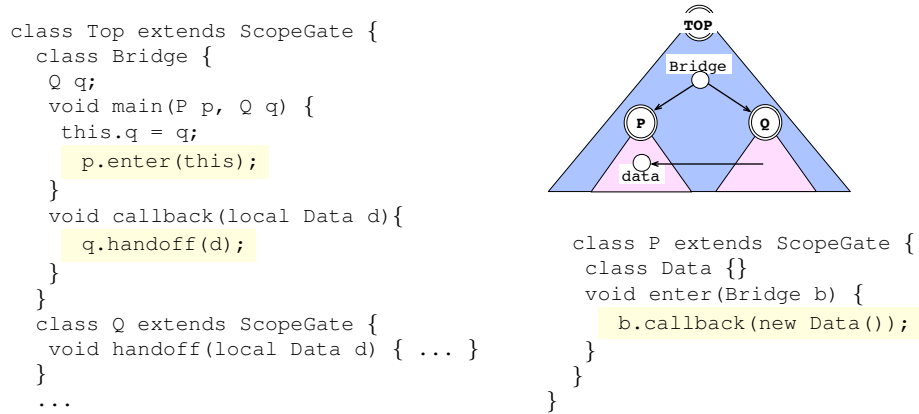 class Top extends ScopeGate {
class Bridge {
Q q;
void main(P p, Q q) {
this.q = q;
p.enter(this);
}
void callback(local Data d){
q.handoff(d);
}
}
class Q extends ScopeGate {
void handoff(local Data d) { ... }
}
...
TOP
Bridge
P
Q
data
class P extends ScopeGate {
class Data {}
void enter(Bridge b) {
b.callback(new Data());
}
}
}